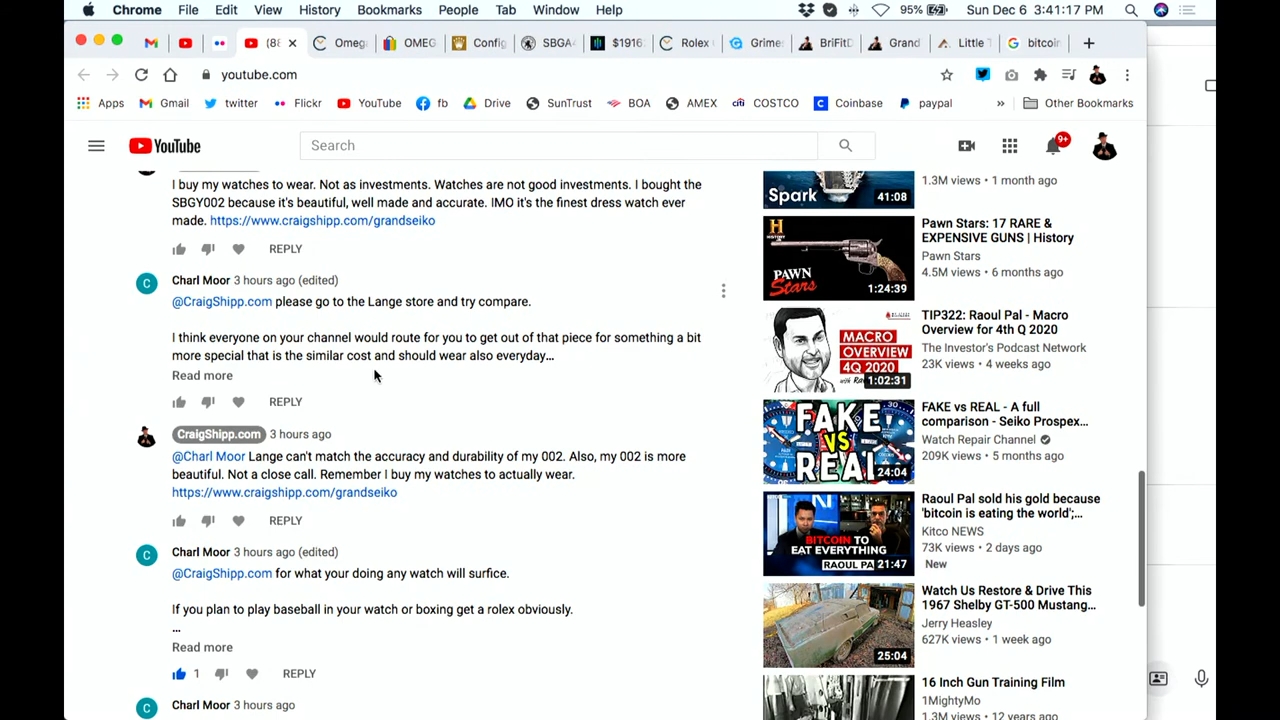 Chrome File Edit View History Bookmarks People Tab Window Help 95% Sun Dec 6 3:41:17 PM
(8 Omega OMEG Config SBGA4 $1916 Rolex Grimes BriFitD Grand Little T bitcoin
youtube.com
Apps Gmail twitter Flickr YouTube fb Drive SunTrust BOA AMEX COSTCO Coinbase paypal » Other Bookmarks
YouTube Search 9+
I buy my watches to wear. Not as investments. Watches are not good investments. I bought the
SBGY002 because it's beautiful, well made and accurate. IMO it's the finest dress watch ever
made. https://www.craigshipp.com/grandseiko
REPLY
Charl Moor 3 hours ago (edited)
@CraigShipp.com please go to the Lange store and try compare.
I think everyone on your channel would route for you to get out of that piece for something a bit
more special that is the similar cost and should wear also everyday...
Read more
REPLY
CraigShipp.com 3 hours ago
@Charl Moor Lange can't match the accuracy and durability of my 002. Also, my 002 is more
beautiful. Not a close call. Remember I buy my watches to actually wear.
https://www.craigshipp.com/grandseiko
REPLY
Charl Moor 3 hours ago (edited)
@CraigShipp.com for what your doing any watch will surfice.
If you plan to play baseball in your watch or boxing get a rolex obviously.
...
Read more
1 REPLY
Charl Moor 3 hours ago
Spark
41:08
1.3M views • 1 month ago
H
HISTORY
PAWN
Stars
1:24:39
Pawn Stars: 17 RARE &
EXPENSIVE GUNS | History
Pawn Stars
4.5M views • 6 months ago
MACRO
OVERVIEW
4Q 2020
1:02:31
TIP322: Raoul Pal - Macro
Overview for 4th Q 2020
The Investor's Podcast Network
23K views • 4 weeks ago
FAKE
VS
REAL
24:04
FAKE vs REAL - A full
comparison - Seiko Prospex...
Watch Repair Channel
209K views • 5 months ago
BITCOIN TO
EAT EVERYTHING
RAOUL PA
21:47
Raoul Pal sold his gold because
'bitcoin is eating the world';...
Kitco NEWS
73K views • 2 days ago
New
25:04
Watch Us Restore & Drive This
1967 Shelby GT-500 Mustang...
Jerry Heasley
627K views • 1 week ago
16 Inch Gun Training Film
1MightyMo
1.3M views • 12 years ago